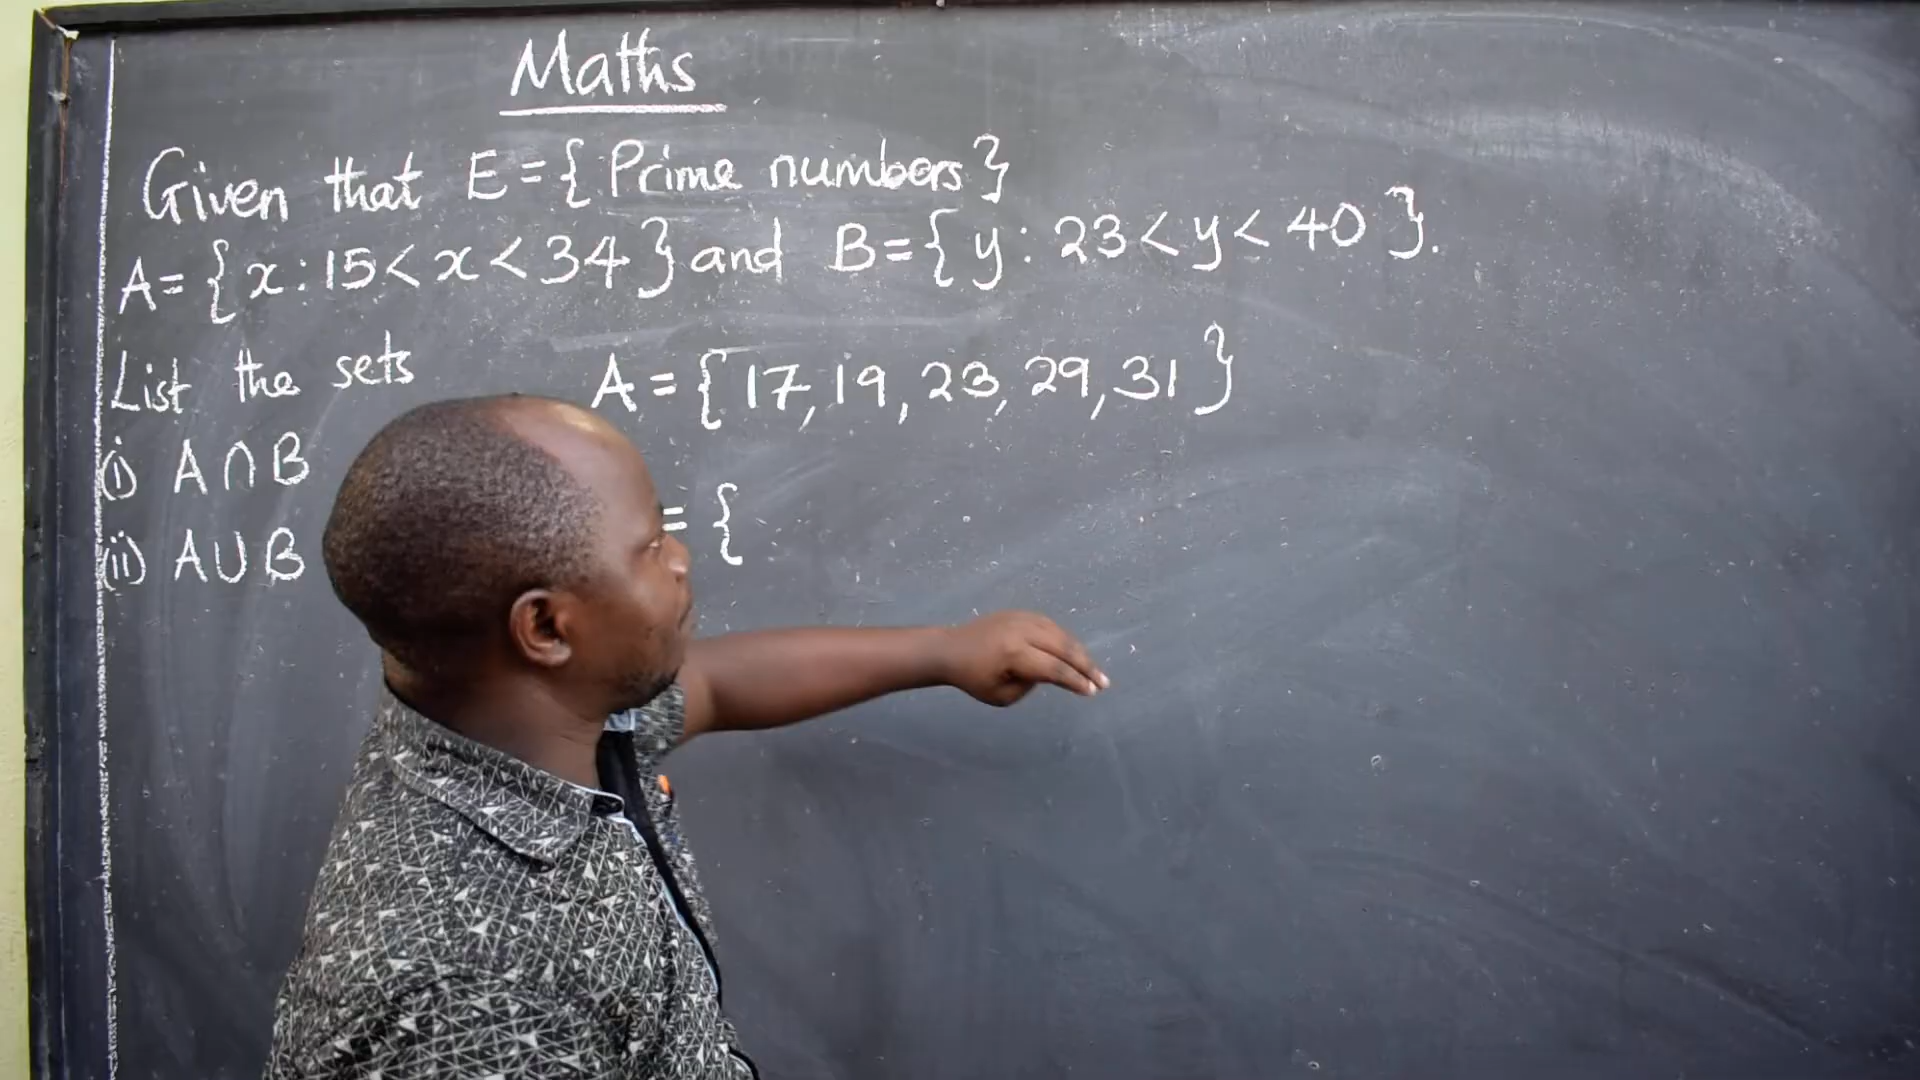 Maths
Given that E = { Prime numbers }
A = { x : 15 < x < 34 } and B = { y : 23 < y < 40 }.
List the sets
A = { 17, 19, 23, 29, 31 }
(i) A ∩ B
= {
(ii) A ∪ B